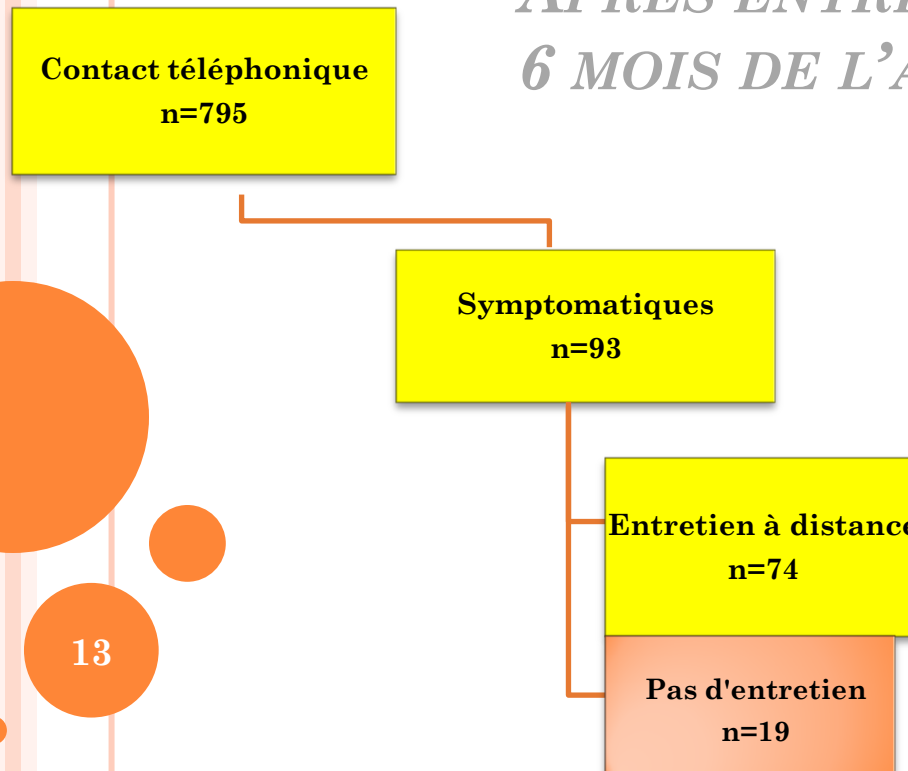 6 MOIS DE L'A
Contact téléphonique
n=795
Symptomatiques
n=93
Entretien à distance
n=74
Pas d'entretien
n=19
13